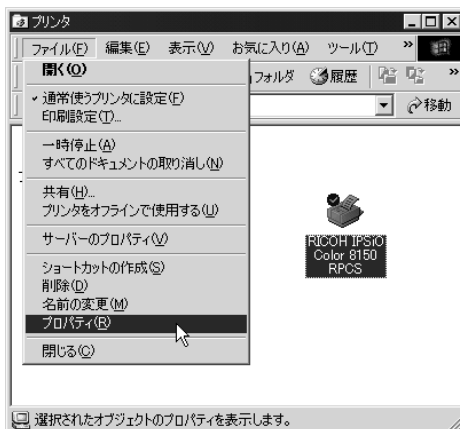 プリンタ
ファイル(F) 編集(E) 表示(V) お気に入り(A) ツール(T) »
フォルダ 履歴 »
移動
開く(O)
通常使うプリンタに設定(F)
印刷設定(T)...
一時停止(A)
すべてのドキュメントの取り消し(N)
共有(H)...
プリンタをオフラインで使用する(U)
サーバーのプロパティ(V)
ショートカットの作成(S)
削除(D)
名前の変更(M)
プロパティ(R)
閉じる(C)
RICOH IPSiO
Color 8150
RPCS
選択されたオブジェクトのプロパティを表示します。